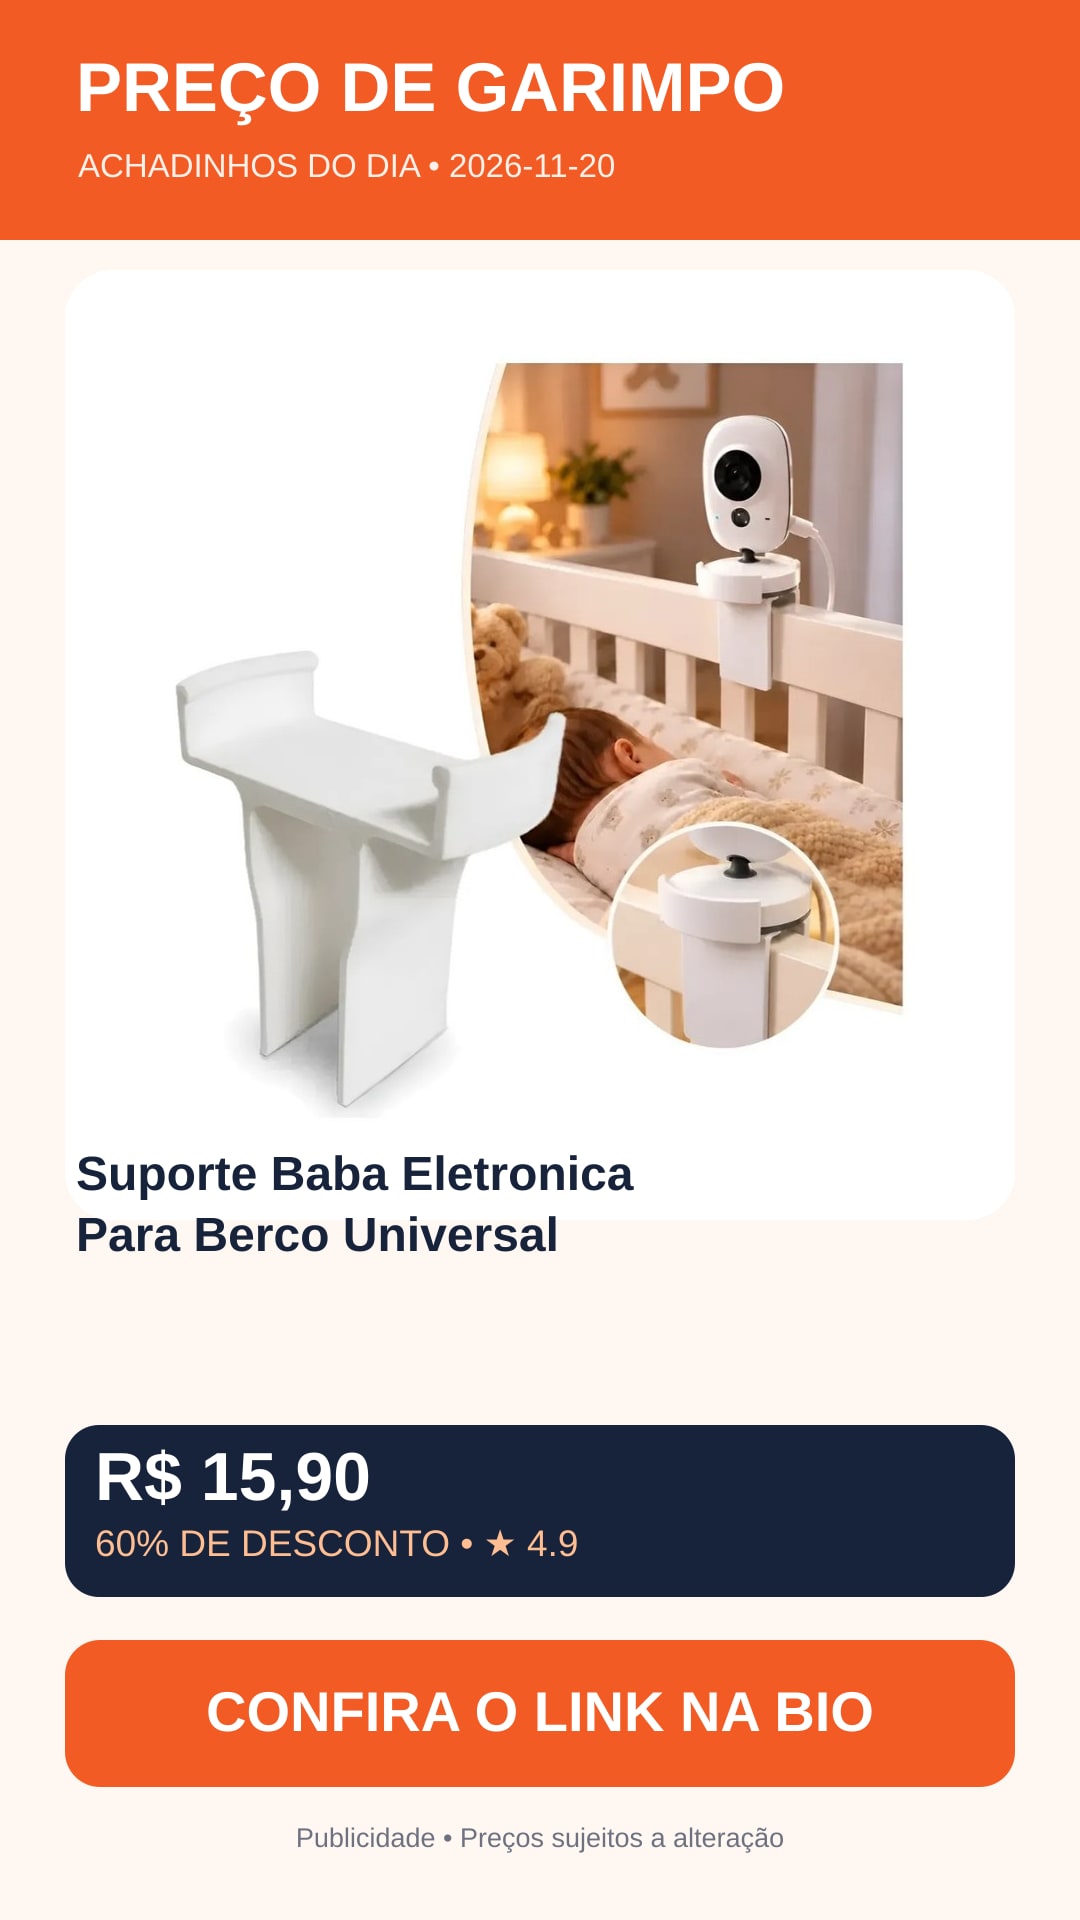 PREÇO DE GARIMPO
ACHADINHOS DO DIA • 2026-11-20
Suporte Baba Eletronica
Para Berco Universal
R$ 15,90
60% DE DESCONTO • ★ 4.9
CONFIRA O LINK NA BIO
Publicidade • Preços sujeitos a alteração